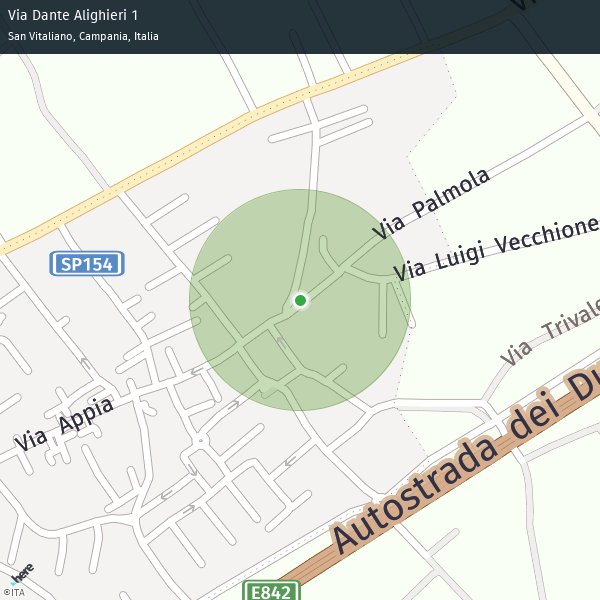 Via Dante Alighieri 1
San Vitaliano, Campania, Italia
Via Palmola
Via Luigi Vecchione
SP154
Via Trivale
Via Appia
Autostrada dei Du
E842
here
©ITA